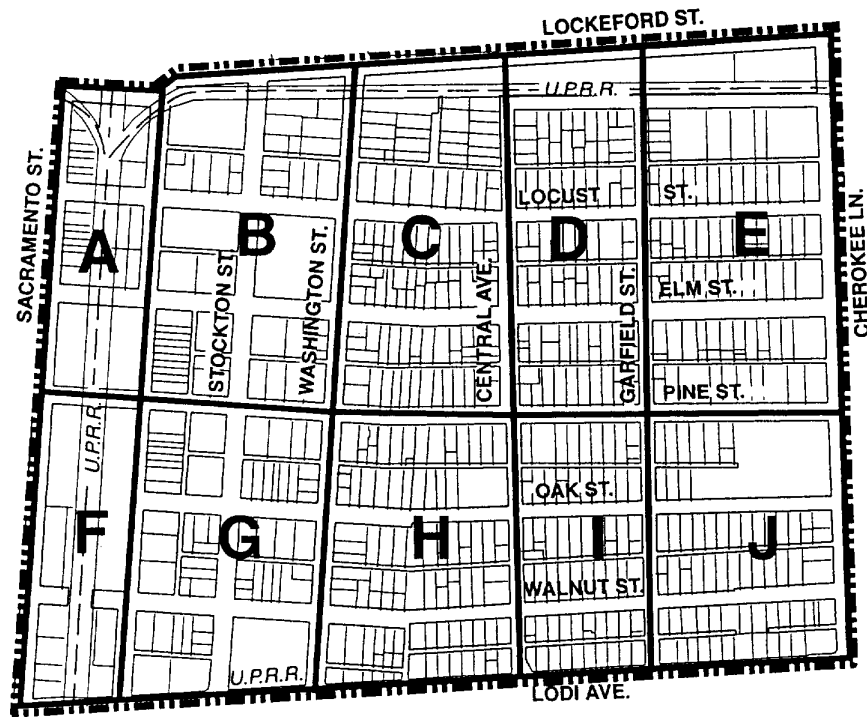 LOCKEFORD ST.
U.P.R.R.
SACRAMENTO ST.
LOCUST ST.
A
B
C
D
E
STOCKTON ST.
WASHINGTON ST.
CENTRAL AVE.
GARFIELD ST.
CHEROKEE LN.
ELM ST.
PINE ST.
U.P.R.R.
OAK ST.
F
G
H
I
J
WALNUT ST.
U.P.R.R.
LODI AVE.